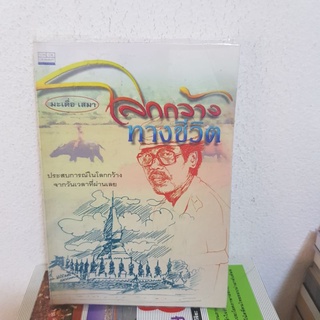 มะเดื่อ เสมา
โลกกว้าง
ทางชีวิต
ประสบการณ์ในโลกกว้าง
จากวันเวลาที่ผ่านเลย